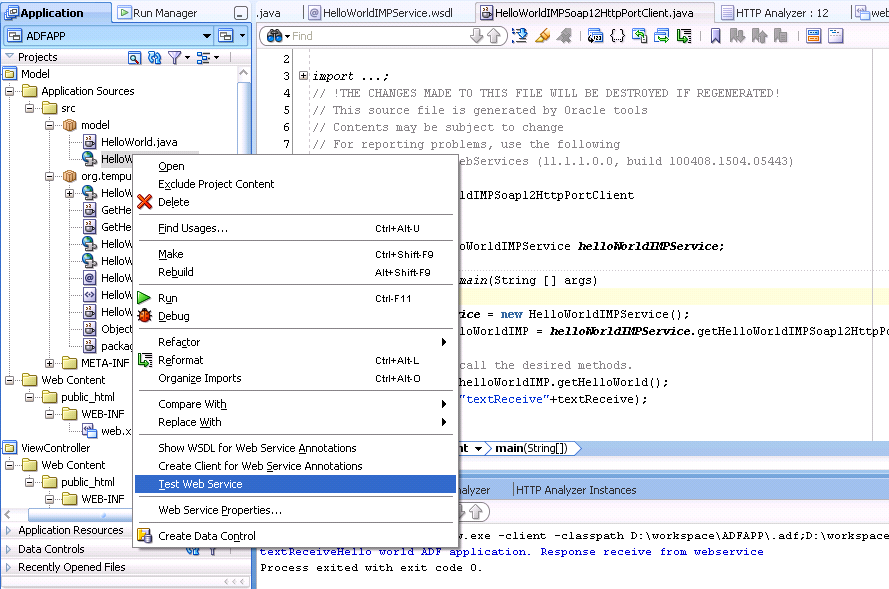 Application
Run Manager
.java
HelloWorldIMPService.wsdl
HelloWorldIMPSoap12HttpPortClient.java
HTTP Analyzer : 12
web
ADFAPP
Find
Projects
Model
Application Sources
src
model
HelloWorld.java
HelloW
org.tempu
HelloW
GetHe
GetHe
HelloW
HelloW
HelloW
HelloW
HelloW
Object
packag
META-INF
Web Content
public_html
WEB-INF
web.x
ViewController
Web Content
public_html
WEB-INF
Application Resources
Data Controls
Recently Opened Files
Open
Exclude Project Content
Delete
Find Usages... Ctrl+Alt-U
Make Ctrl+Shift-F9
Rebuild Alt+Shift-F9
Run Ctrl-F11
Debug
Refactor
Reformat Ctrl+Alt-L
Organize Imports Ctrl+Alt-O
Compare With
Replace With
Show WSDL for Web Service Annotations
Create Client for Web Service Annotations
Test Web Service
Web Service Properties...
Create Data Control
2
3 import ...;
4 // !THE CHANGES MADE TO THIS FILE WILL BE DESTROYED IF REGENERATED!
5 // This source file is generated by Oracle tools
6 // Contents may be subject to change
7 // For reporting problems, use the following
ebServices (11.1.1.0.0, build 100408.1504.05443)
ldIMPSoap12HttpPortClient
loWorldIMPService helloWorldIMPService;
main(String [] args)
ice = new HelloWorldIMPService();
loWorldIMP = helloWorldIMPService.getHelloWorldIMPSoap12HttpPo
call the desired methods.
helloWorldIMP.getHelloWorld();
"textReceive"+textReceive);
nt
main(String[])
nalyzer
HTTP Analyzer Instances
w.exe -client -classpath D:\workspace\ADFAPP\.adf;D:\workspace
textReceiveHello world ADF application. Response receive from webservice
Process exited with exit code 0.